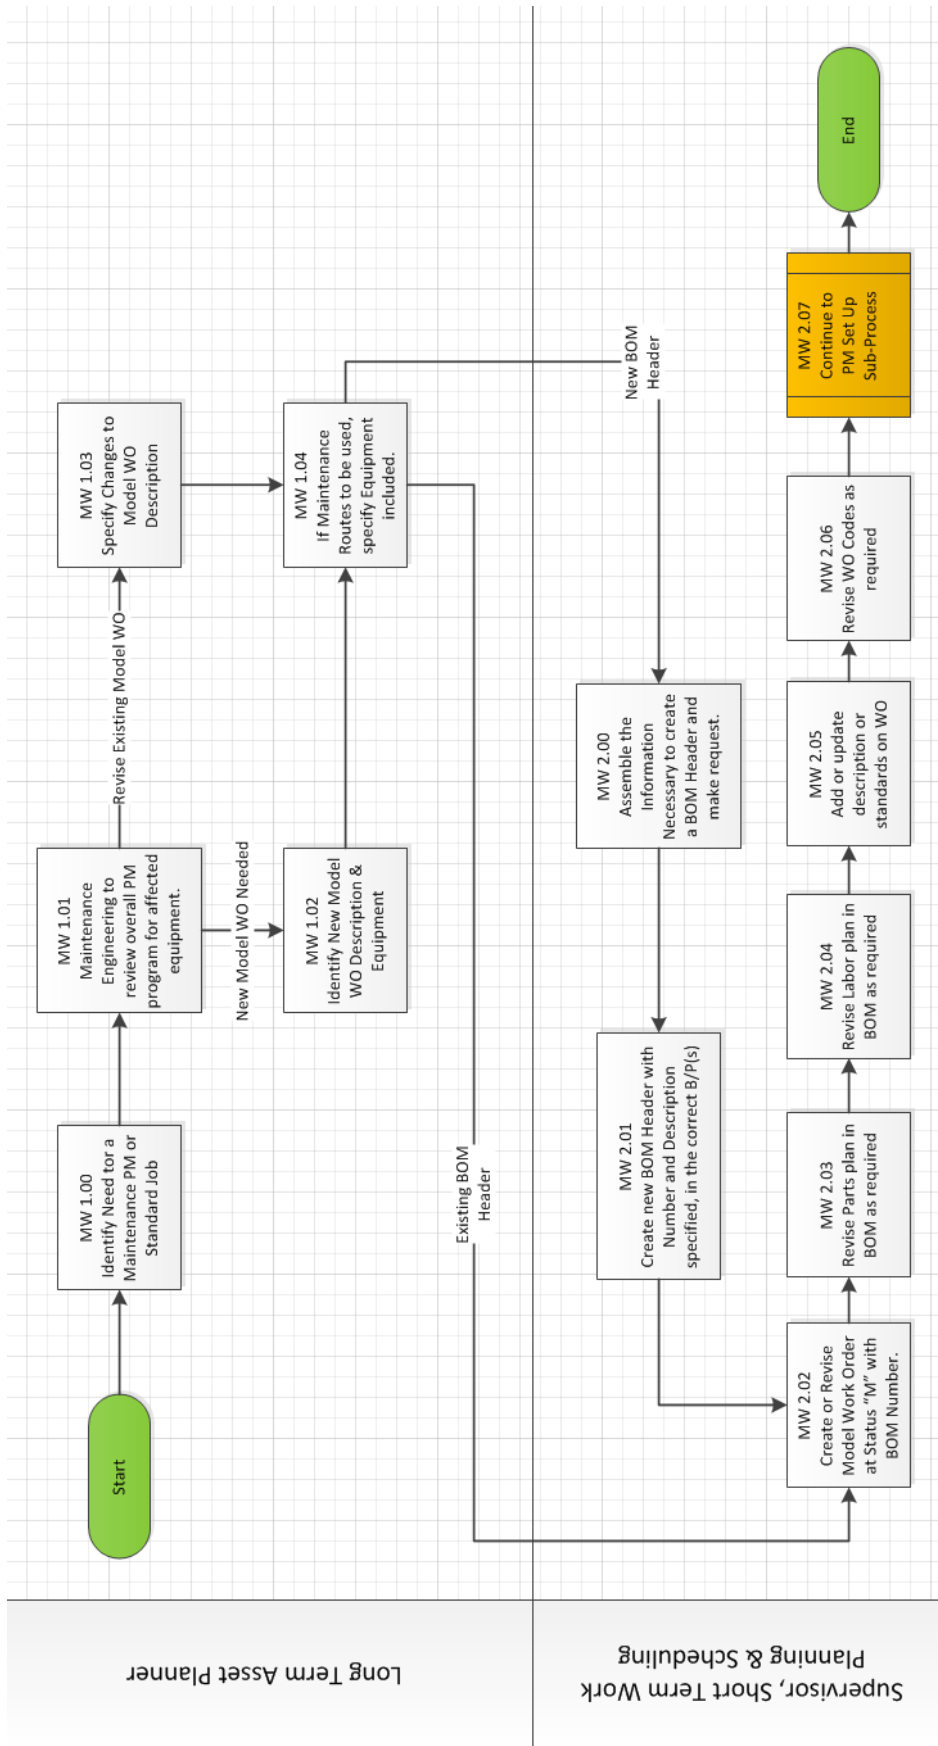 Long Term Asset Planner
Start
MW 1.00
Identify Need tor a
Maintenance PM or
Standard Job
MW 1.01
Maintenance
Engineering to
review overall PM
program for affected
equipment.
Revise Existing Model WO
MW 1.03
Specify Changes to
Model WO
Description
New Model WO Needed
MW 1.02
Identify New Model
WO Description &
Equipment
MW 1.04
If Maintenance
Routes to be used,
specify Equipment
included.
Existing BOM
Header
New BOM
Header
Supervisor, Short Term Work
Planning & Scheduling
MW 2.00
Assemble the
Information
Necessary to create
a BOM Header and
make request.
MW 2.01
Create new BOM Header with
Number and Description
specified, in the correct B/P(s)
MW 2.02
Create or Revise
Model Work Order
at Status “M” with
BOM Number.
MW 2.03
Revise Parts plan in
BOM as required
MW 2.04
Revise Labor plan in
BOM as required
MW 2.05
Add or update
description or
standards on WO
MW 2.06
Revise WO Codes as
required
MW 2.07
Continue to
PM Set Up
Sub-Process
End